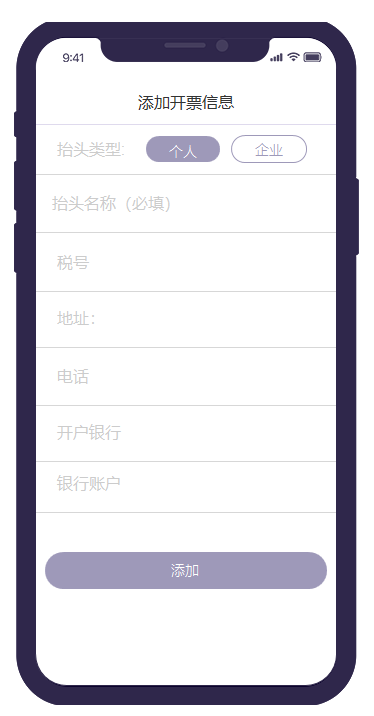 9:41
添加开票信息
抬头类型: 个人 企业
抬头名称（必填）
税号
地址：
电话
开户银行
银行账户
添加